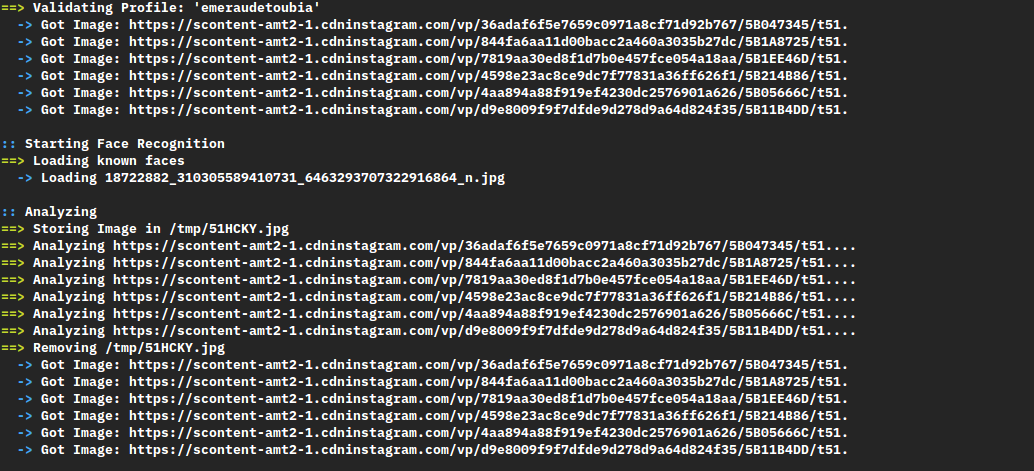 ==> Validating Profile: 'emeraudetoubia'
-> Got Image: https://scontent-amt2-1.cdninstagram.com/vp/36adaf6f5e7659c0971a8cf71d92b767/5B047345/t51.
-> Got Image: https://scontent-amt2-1.cdninstagram.com/vp/844fa6aa11d00bacc2a460a3035b27dc/5B1A8725/t51.
-> Got Image: https://scontent-amt2-1.cdninstagram.com/vp/7819aa30ed8f1d7b0e457fce054a18aa/5B1EE46D/t51.
-> Got Image: https://scontent-amt2-1.cdninstagram.com/vp/4598e23ac8ce9dc7f77831a36ff626f1/5B214B86/t51.
-> Got Image: https://scontent-amt2-1.cdninstagram.com/vp/4aa894a88f919ef4230dc2576901a626/5B05666C/t51.
-> Got Image: https://scontent-amt2-1.cdninstagram.com/vp/d9e8009f9f7dfde9d278d9a64d824f35/5B11B4DD/t51.
:: Starting Face Recognition
==> Loading known faces
-> Loading 18722882_310305589410731_6463293707322916864_n.jpg
:: Analyzing
==> Storing Image in /tmp/51HCKY.jpg
==> Analyzing https://scontent-amt2-1.cdninstagram.com/vp/36adaf6f5e7659c0971a8cf71d92b767/5B047345/t51....
==> Analyzing https://scontent-amt2-1.cdninstagram.com/vp/844fa6aa11d00bacc2a460a3035b27dc/5B1A8725/t51....
==> Analyzing https://scontent-amt2-1.cdninstagram.com/vp/7819aa30ed8f1d7b0e457fce054a18aa/5B1EE46D/t51....
==> Analyzing https://scontent-amt2-1.cdninstagram.com/vp/4598e23ac8ce9dc7f77831a36ff626f1/5B214B86/t51....
==> Analyzing https://scontent-amt2-1.cdninstagram.com/vp/4aa894a88f919ef4230dc2576901a626/5B05666C/t51....
==> Analyzing https://scontent-amt2-1.cdninstagram.com/vp/d9e8009f9f7dfde9d278d9a64d824f35/5B11B4DD/t51....
==> Removing /tmp/51HCKY.jpg
-> Got Image: https://scontent-amt2-1.cdninstagram.com/vp/36adaf6f5e7659c0971a8cf71d92b767/5B047345/t51.
-> Got Image: https://scontent-amt2-1.cdninstagram.com/vp/844fa6aa11d00bacc2a460a3035b27dc/5B1A8725/t51.
-> Got Image: https://scontent-amt2-1.cdninstagram.com/vp/7819aa30ed8f1d7b0e457fce054a18aa/5B1EE46D/t51.
-> Got Image: https://scontent-amt2-1.cdninstagram.com/vp/4598e23ac8ce9dc7f77831a36ff626f1/5B214B86/t51.
-> Got Image: https://scontent-amt2-1.cdninstagram.com/vp/4aa894a88f919ef4230dc2576901a626/5B05666C/t51.
-> Got Image: https://scontent-amt2-1.cdninstagram.com/vp/d9e8009f9f7dfde9d278d9a64d824f35/5B11B4DD/t51.